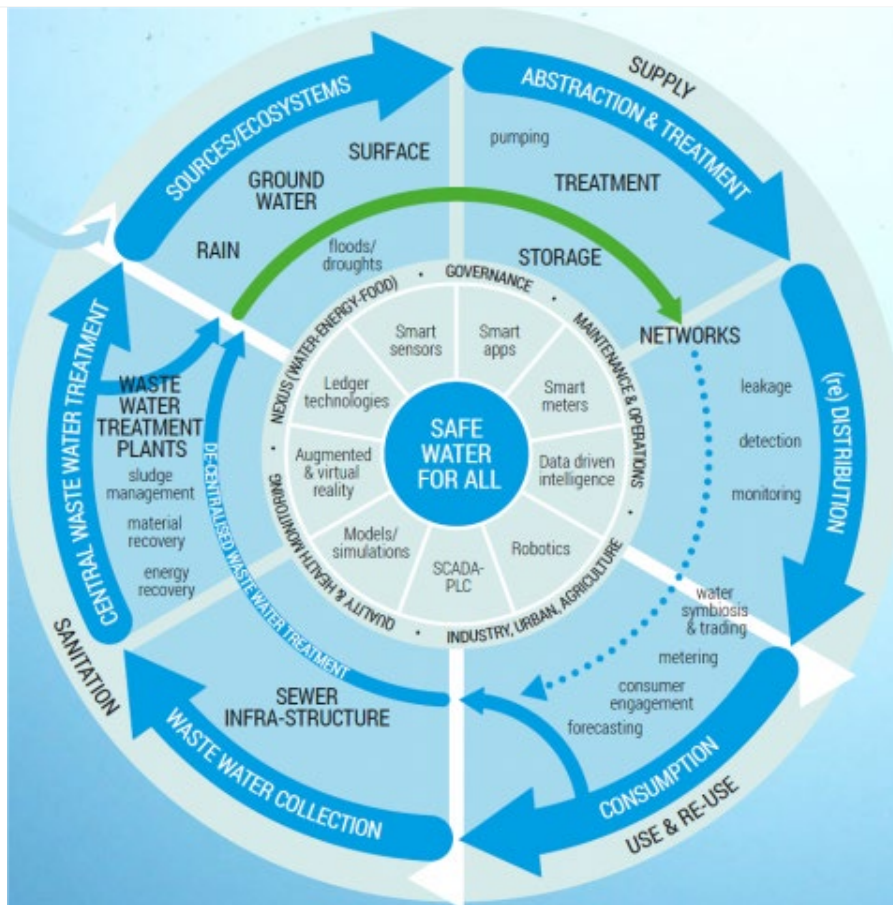 SUPPLY
SOURCES/ECOSYSTEMS
ABSTRACTION & TREATMENT
pumping
SURFACE
GROUND
WATER
TREATMENT
RAIN
floods/
droughts
STORAGE
NETWORKS
(re) DISTRIBUTION
leakage
detection
monitoring
water
symbiosis
& trading
metering
consumer
engagement
forecasting
CONSUMPTION
USE & RE-USE
SEWER
INFRA-STRUCTURE
WASTE WATER COLLECTION
SANITATION
CENTRAL WASTE WATER TREATMENT
WASTE
WATER
TREATMENT
PLANTS
sludge
management
material
recovery
energy
recovery
DE-CENTRALISED WASTE WATER TREATMENT
NEXUS (WATER-ENERGY-FOOD) • GOVERNANCE • MAINTENANCE & OPERATIONS • INDUSTRY, URBAN, AGRICULTURE • QUALITY & HEALTH MONITORING •
Smart
sensors
Smart
apps
Smart
meters
Data driven
intelligence
Robotics
SCADA-
PLC
Models/
simulations
Augmented
& virtual
reality
Ledger
technologies
SAFE
WATER
FOR ALL